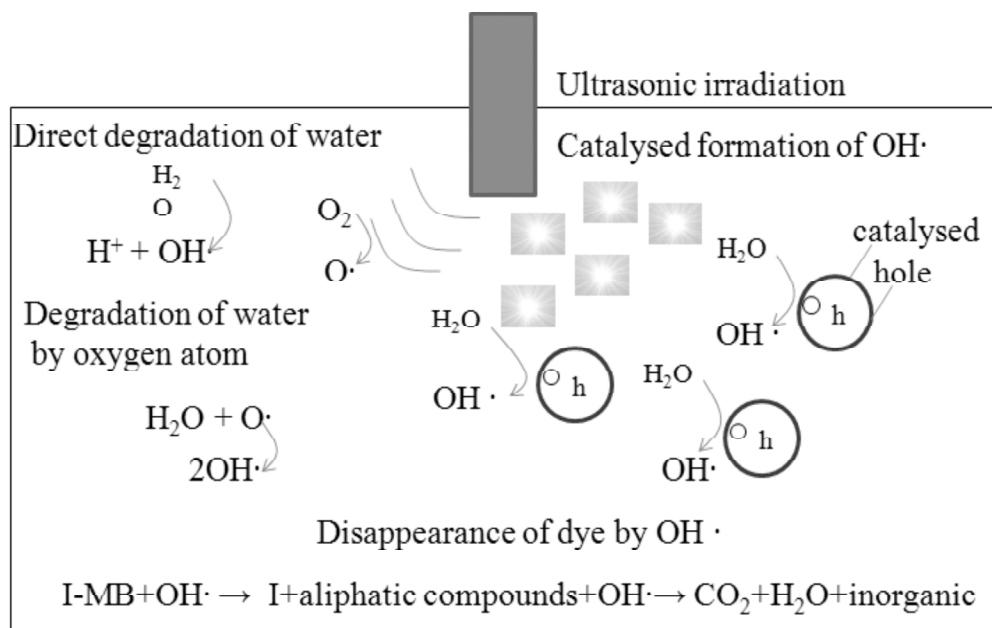 Ultrasonic irradiation
Direct degradation of water
H₂
O
H⁺ + OH·
O₂
O·
Catalysed formation of OH·
H₂O
OH ·
catalysed
hole
h
Degradation of water
by oxygen atom
H₂O + O·
2OH·
H₂O
OH ·
h
H₂O
OH·
h
Disappearance of dye by OH ·
I-MB+OH· → I+aliphatic compounds+OH·→ CO₂+H₂O+inorganic